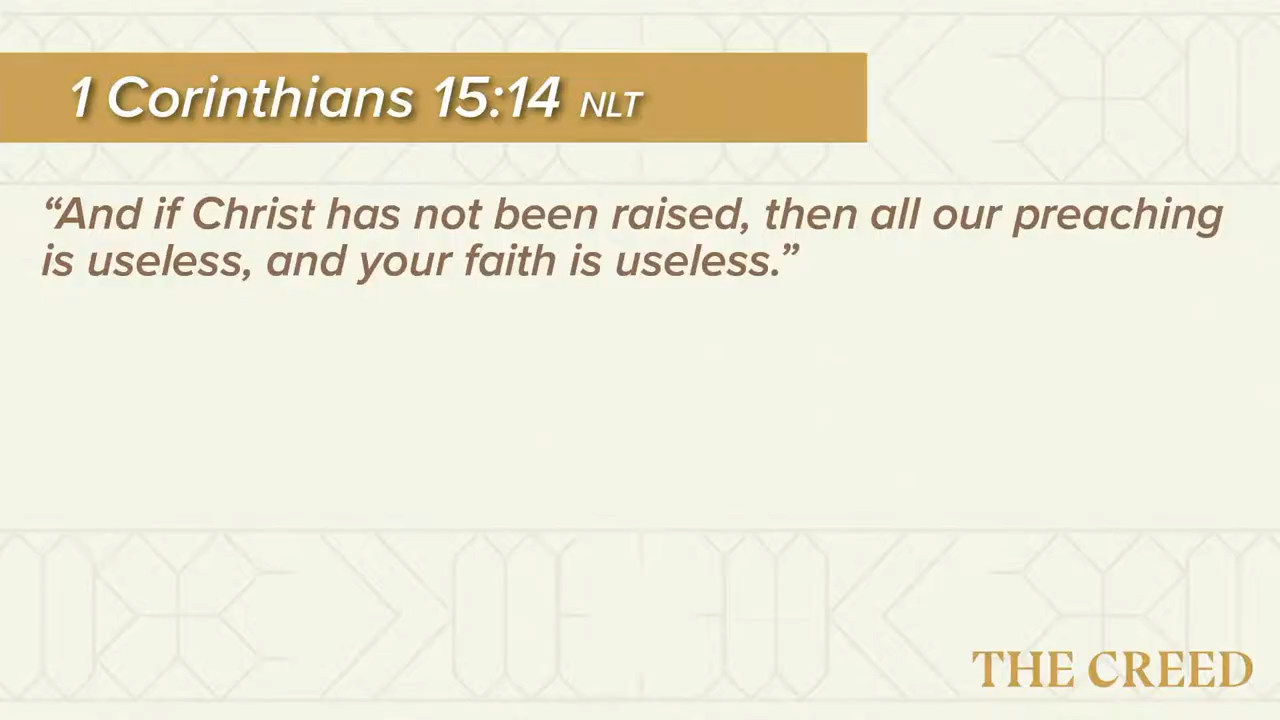 1 Corinthians 15:14 NLT
“And if Christ has not been raised, then all our preaching
is useless, and your faith is useless.”
THE CREED